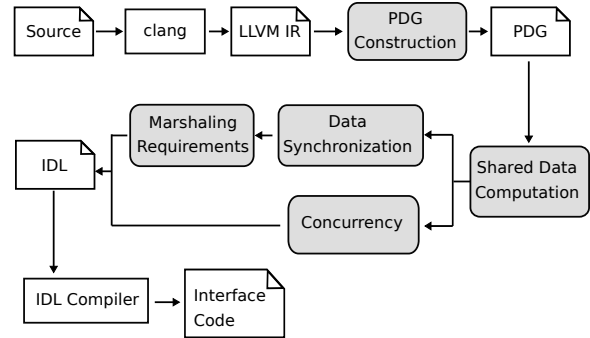 Source
clang
LLVM IR
PDG
Construction
PDG
Marshaling
Requirements
Data
Synchronization
IDL
Shared Data
Computation
Concurrency
IDL Compiler
Interface
Code